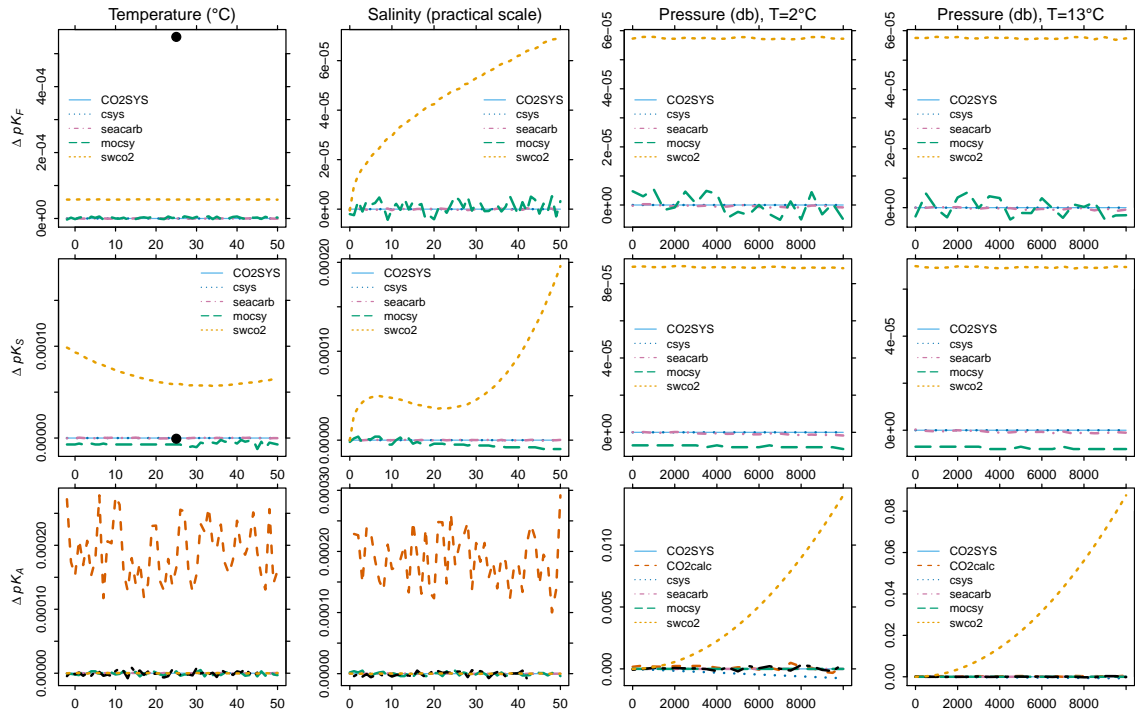 Temperature (°C)
Salinity (practical scale)
Pressure (db), T=2°C
Pressure (db), T=13°C
Δ pKF
0e+00 2e−04 4e−04
CO2SYS
csys
seacarb
mocsy
swco2
0 10 20 30 40 50
0e+00 2e−05 4e−05 6e−05
CO2SYS
csys
seacarb
mocsy
swco2
0 10 20 30 40 50
0e+00 2e−05 4e−05 6e−05
CO2SYS
csys
seacarb
mocsy
swco2
0 2000 4000 6000 8000
0e+00 2e−05 4e−05 6e−05
CO2SYS
csys
seacarb
mocsy
swco2
0 2000 4000 6000 8000
Δ pKS
0.00000 0.00010
CO2SYS
csys
seacarb
mocsy
swco2
0 10 20 30 40 50
0.00000 0.00010 0.00020
CO2SYS
csys
seacarb
mocsy
swco2
0 10 20 30 40 50
0e+00 4e−05 8e−05
CO2SYS
csys
seacarb
mocsy
swco2
0 2000 4000 6000 8000
0e+00 4e−05
CO2SYS
csys
seacarb
mocsy
swco2
0 2000 4000 6000 8000
Δ pKA
0.00000 0.00010 0.00020
0 10 20 30 40 50
0.00000 0.00010 0.00020 0.00030
0 10 20 30 40 50
0.000 0.005 0.010
CO2SYS
CO2calc
csys
seacarb
mocsy
swco2
0 2000 4000 6000 8000
0.00 0.02 0.04 0.06 0.08
CO2SYS
CO2calc
csys
seacarb
mocsy
swco2
0 2000 4000 6000 8000